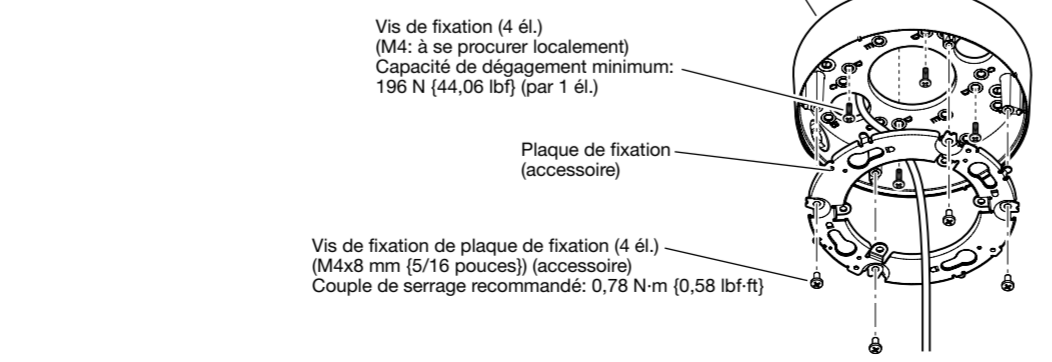 Vis de fixation (4 él.)
(M4: à se procurer localement)
Capacité de dégagement minimum:
196 N {44,06 lbf} (par 1 él.)
Plaque de fixation
(accessoire)
Vis de fixation de plaque de fixation (4 él.)
(M4x8 mm {5/16 pouces}) (accessoire)
Couple de serrage recommandé: 0,78 N·m {0,58 lbf·ft}